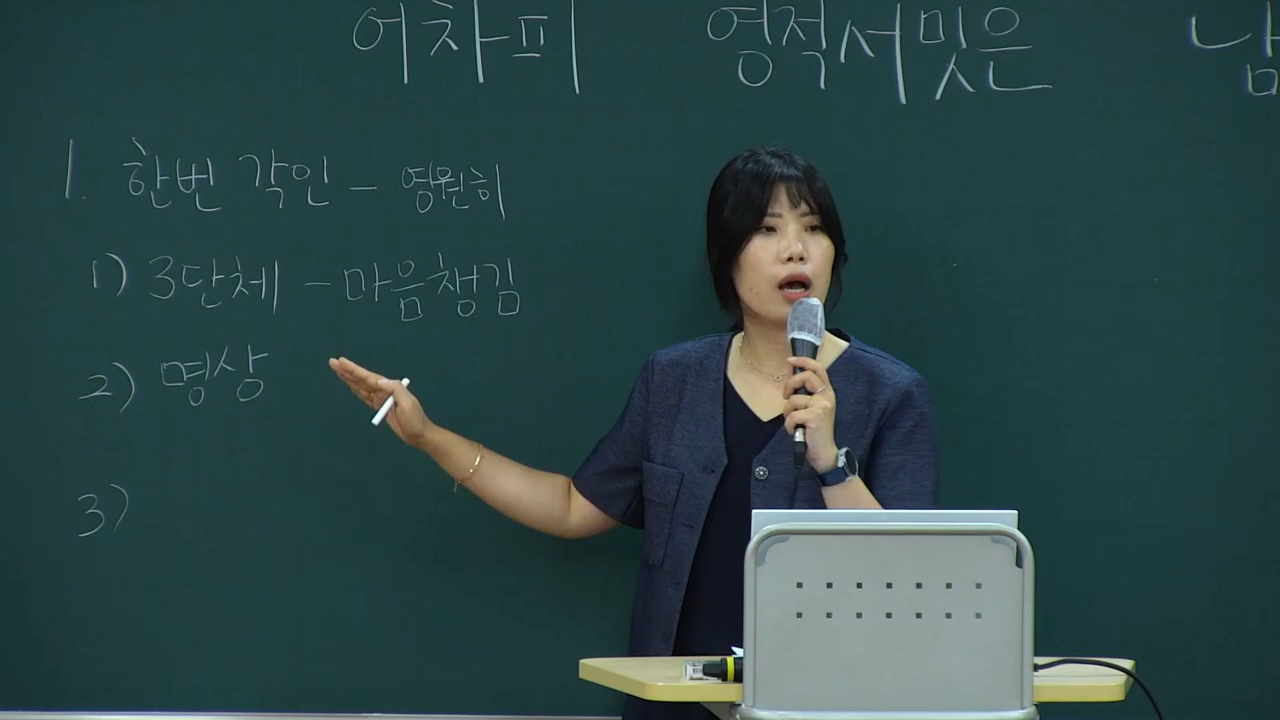 어차피 영적서밋은
1. 한번 각인 - 영원히
1) 3단체 - 마음챙김
2) 명상
3)